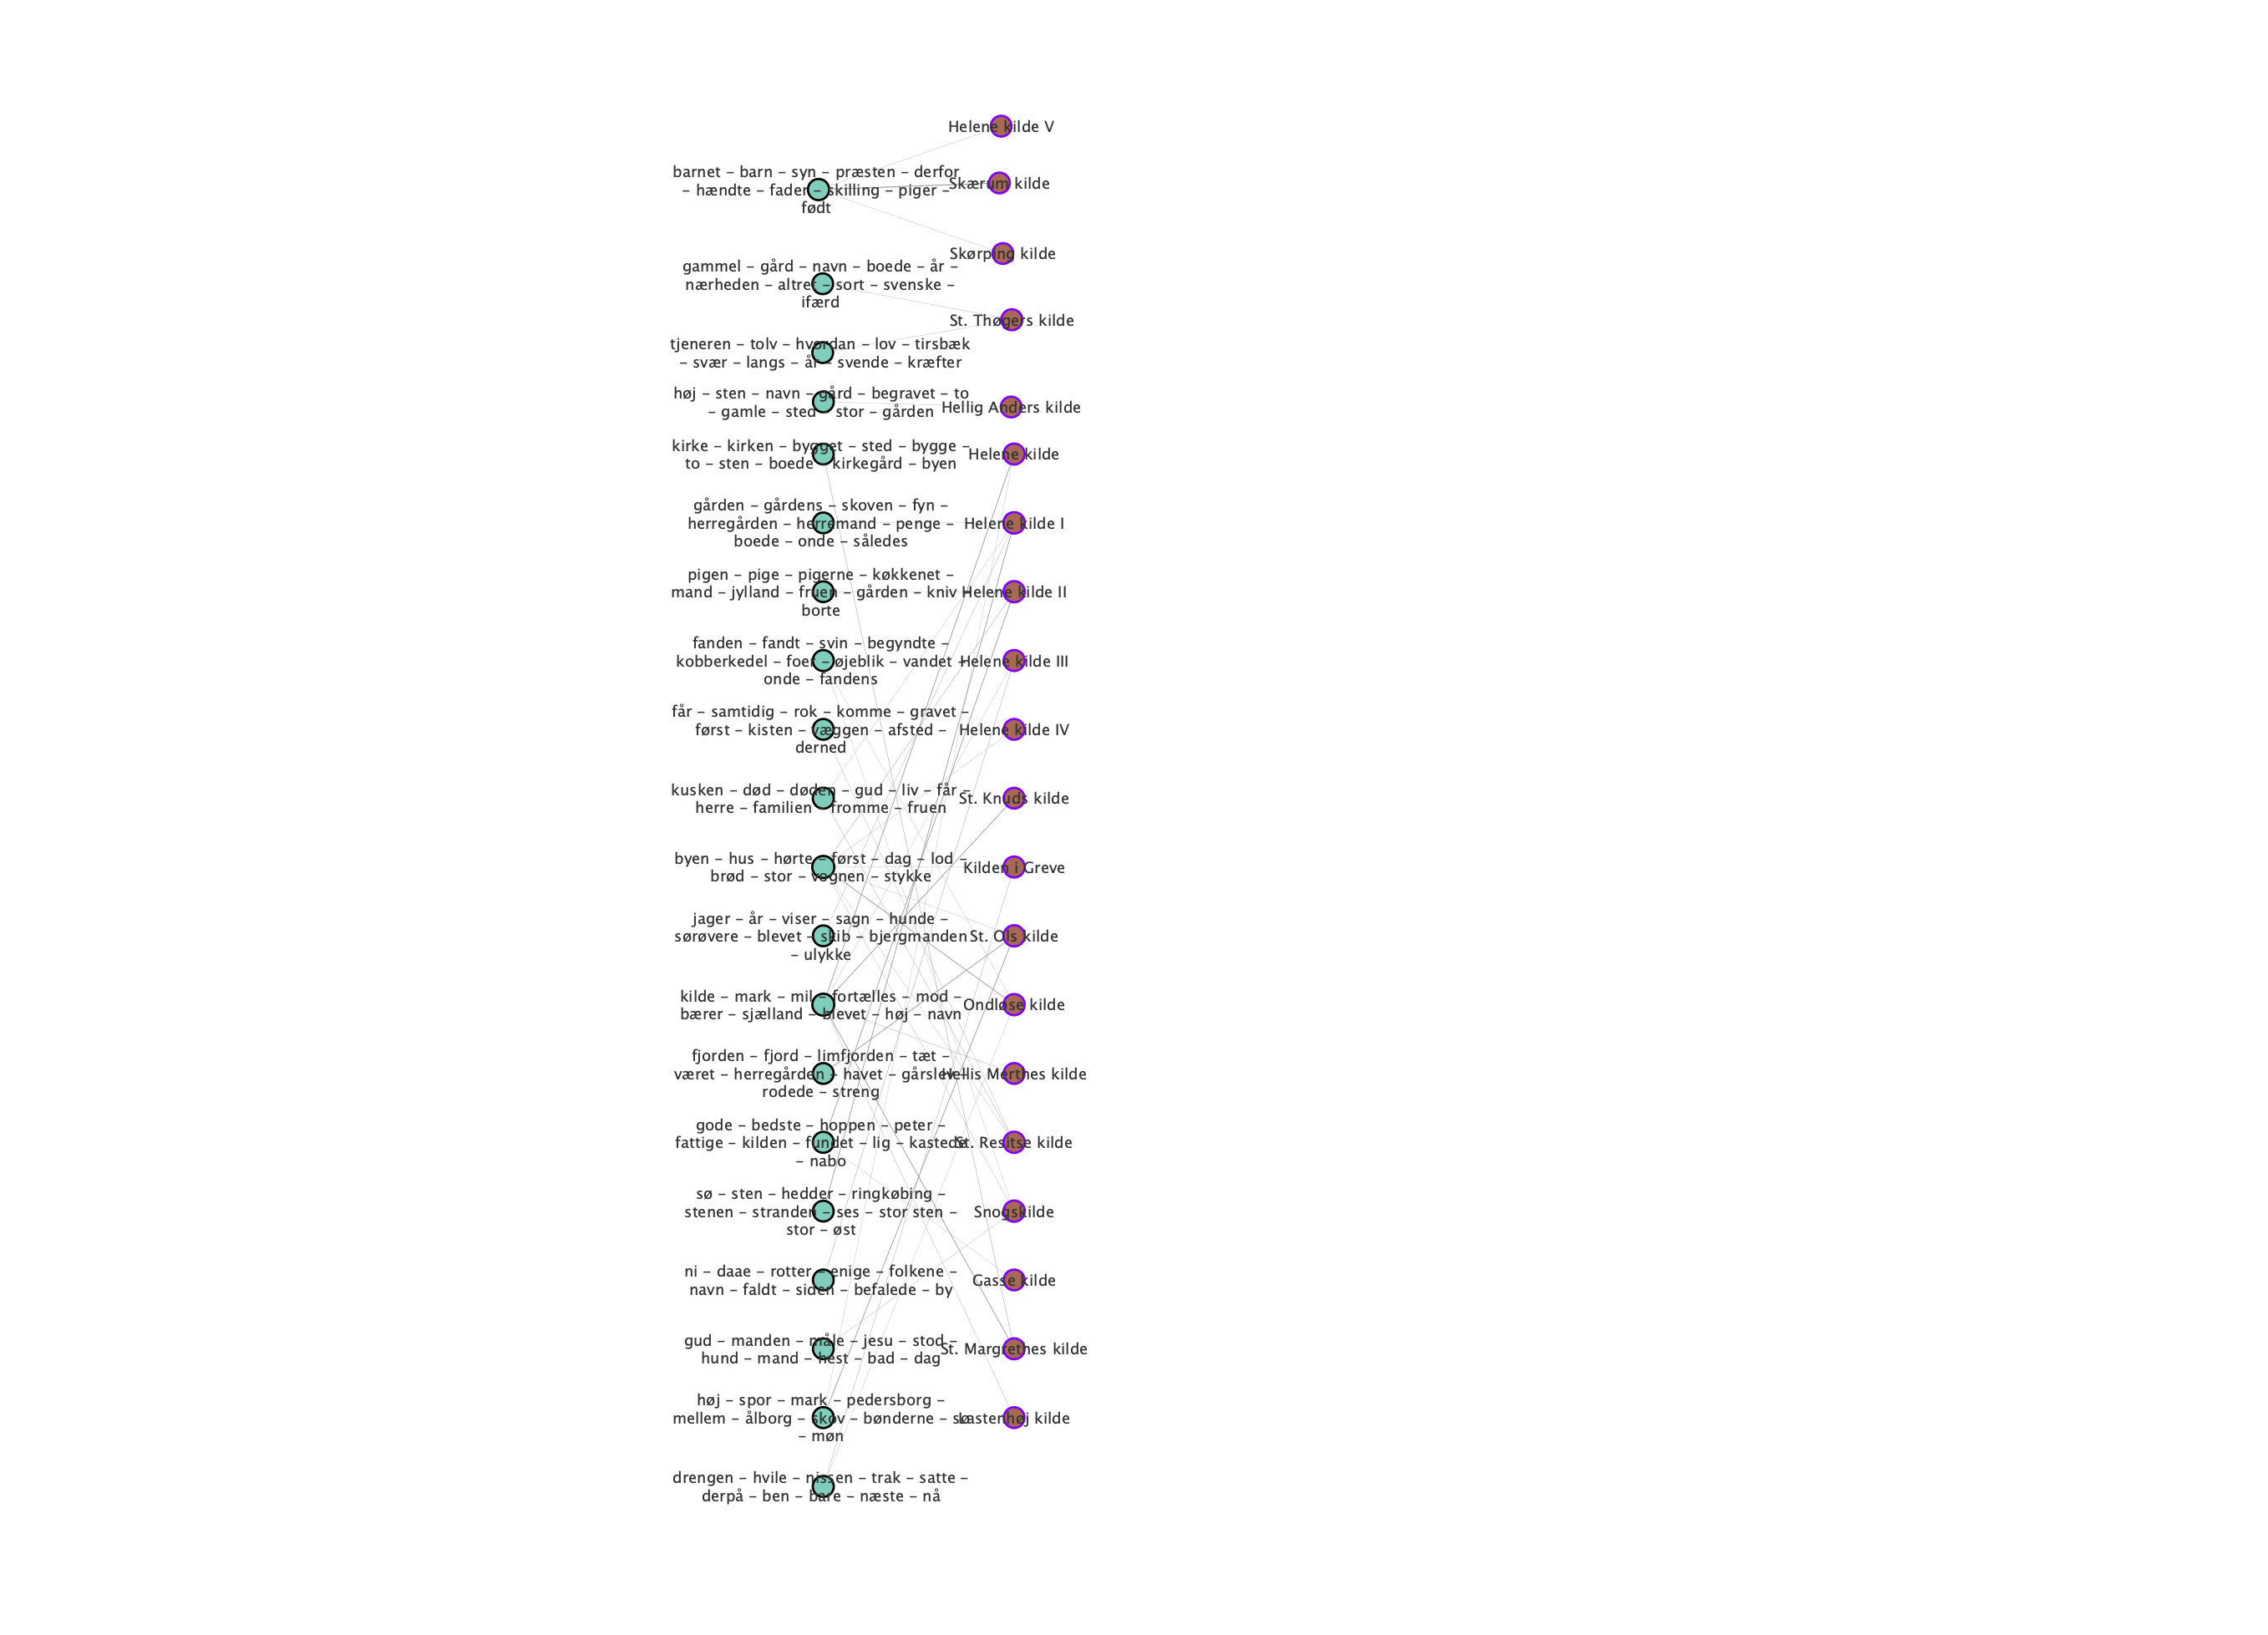 Helene kilde V
barnet – barn – syn – præsten – derfor
– hændte – fader – skilling – piger –
født
Skærum kilde
Skørping kilde
gammel – gård – navn – boede – år –
nærheden – altret – sort – svenske –
ifærd
St. Thøgers kilde
tjeneren – tolv – hvordan – lov – tirsbæk
– svær – langs – år – svende – kræfter
høj – sten – navn – gård – begravet – to
– gamle – sted – stor – gården
Hellig Anders kilde
kirke – kirken – bygget – sted – bygge –
to – sten – boede – kirkegård – byen
Helene kilde
gården – gårdens – skoven – fyn –
herregården – herremand – penge –
boede – onde – således
Helene kilde I
pigen – pige – pigerne – køkkenet –
mand – jylland – fruen – gården – kniv –
borte
Helene kilde II
fanden – fandt – svin – begyndte –
kobberkedel – foer – øjeblik – vandet –
onde – fandens
Helene kilde III
får – samtidig – rok – komme – gravet –
først – kisten – væggen – afsted –
derned
Helene kilde IV
kusken – død – døden – gud – liv – får –
herre – familien – fromme – fruen
St. Knuds kilde
byen – hus – hørte – først – dag – lod –
brød – stor – vognen – stykke
Kilden i Greve
jager – år – viser – sagn – hunde –
sørøvere – blevet – skib – bjergmanden
– ulykke
St. Ols kilde
kilde – mark – mil – fortælles – mod –
bærer – sjælland – blevet – høj – navn
Ondløse kilde
fjorden – fjord – limfjorden – tæt –
været – herregården – havet – gårslev –
rodede – streng
Hellis Merthes kilde
gode – bedste – hoppen – peter –
fattige – kilden – fundet – lig – kastede
– nabo
St. Resitse kilde
sø – sten – hedder – ringkøbing –
stenen – stranden – ses – stor sten –
stor – øst
Snogskilde
ni – daae – rotter – enige – folkene –
navn – faldt – siden – befalede – by
Gasse kilde
gud – manden – måle – jesu – stod –
hund – mand – hest – bad – dag
St. Margrethes kilde
høj – spor – mark – pedersborg –
mellem – ålborg – skov – bønderne – sø
– møn
Lastenhøj kilde
drengen – hvile – nissen – trak – satte –
derpå – ben – bare – næste – nå